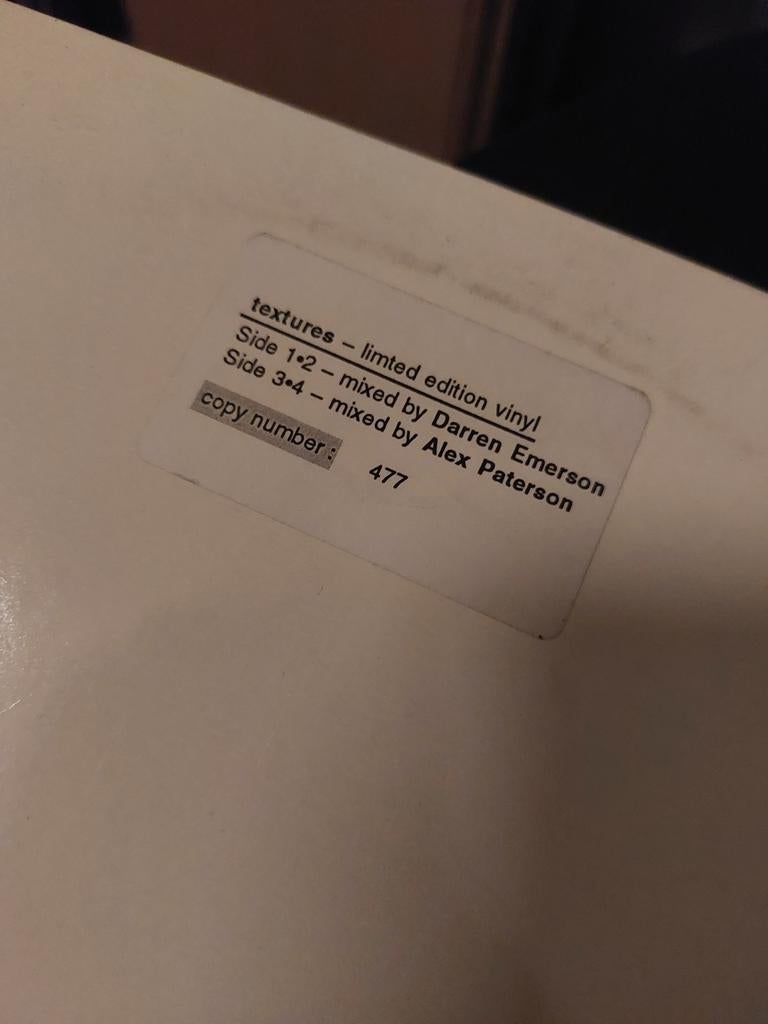 textures – limted edition vinyl
Side 1•2 – mixed by Darren Emerson
Side 3•4 – mixed by Alex Paterson
copy number : 477